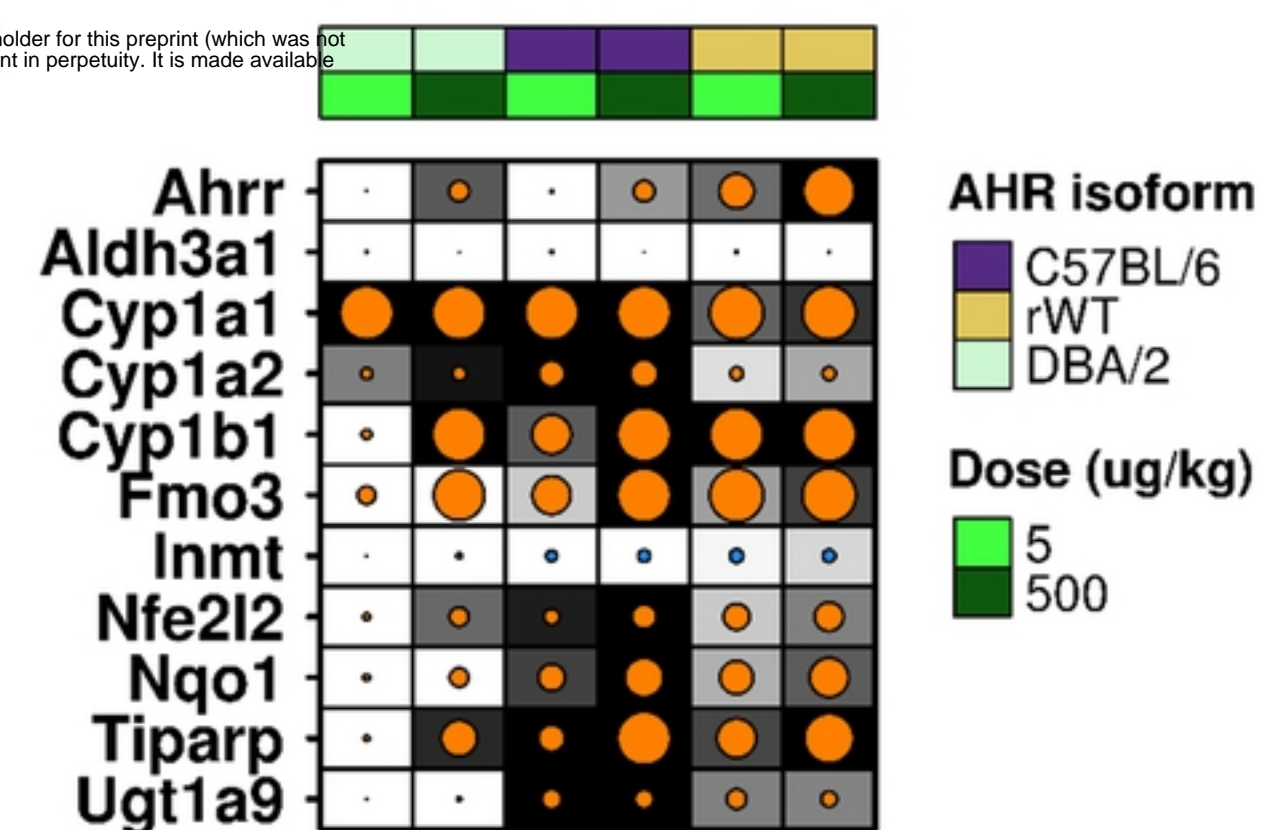 older for this preprint (which was not
nt in perpetuity. It is made available
Ahrr
Aldh3a1
Cyp1a1
Cyp1a2
Cyp1b1
Fmo3
Inmt
Nfe2l2
Nqo1
Tiparp
Ugt1a9
AHR isoform
C57BL/6
rWT
DBA/2
Dose (ug/kg)
5
500